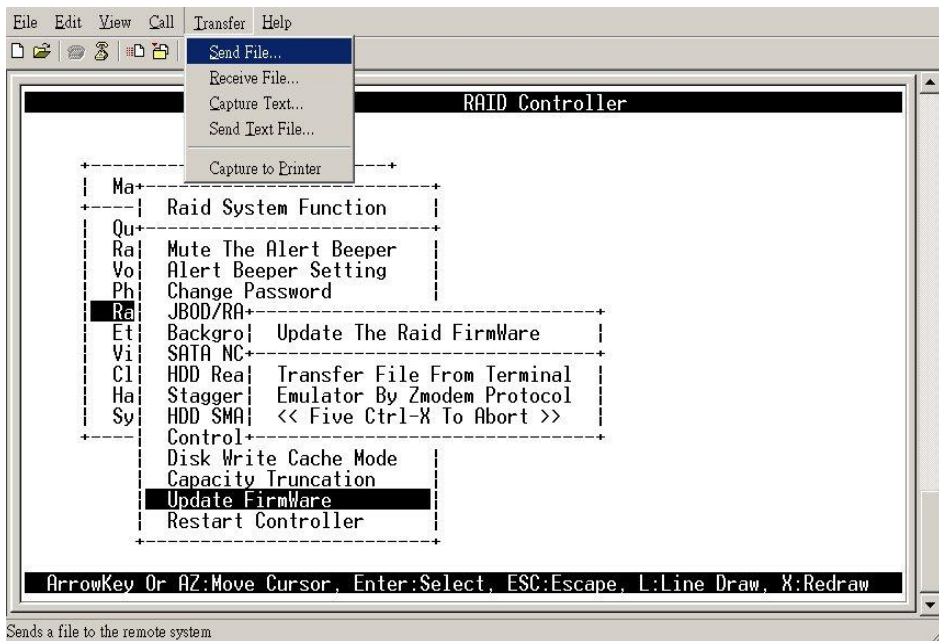 File Edit View Call Transfer Help
Send File...
Receive File...
Capture Text...
Send Text File...
Capture to Printer
RAID Controller
Ma
Raid System Function
Qu
Ra Mute The Alert Beeper
Vo Alert Beeper Setting
Ph Change Password
Ra JBOD/RA
Et Backgro Update The Raid FirmWare
Vi SATA NC
Cl HDD Rea Transfer File From Terminal
Ha Stagger Emulator By Zmodem Protocol
Sy HDD SMA << Five Ctrl-X To Abort >>
Control
Disk Write Cache Mode
Capacity Truncation
Update FirmWare
Restart Controller
ArrowKey Or AZ:Move Cursor, Enter:Select, ESC:Escape, L:Line Draw, X:Redraw
Sends a file to the remote system